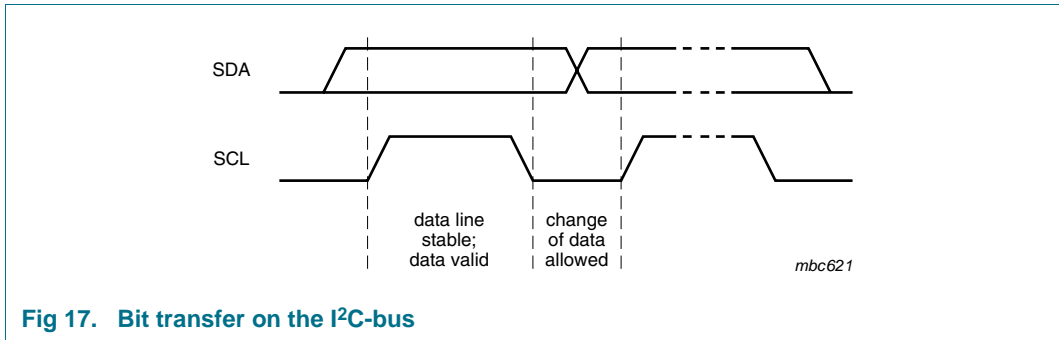 SDA
SCL
data line
stable;
data valid
change
of data
allowed
mbc621
Fig 17. Bit transfer on the I²C-bus